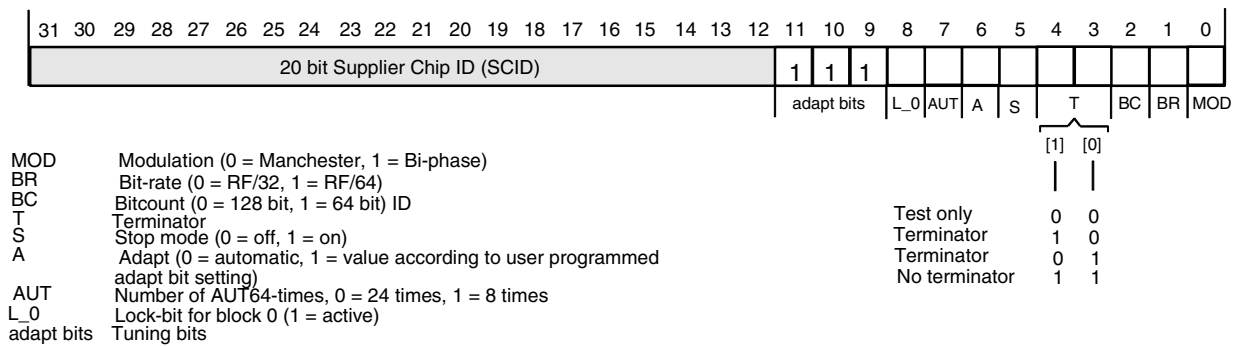 31 30 29 28 27 26 25 24 23 22 21 20 19 18 17 16 15 14 13 12 11 10 9 8 7 6 5 4 3 2 1 0
20 bit Supplier Chip ID (SCID) 1 1 1
adapt bits L_0 AUT A S T BC BR MOD
[1] [0]
MOD Modulation (0 = Manchester, 1 = Bi-phase)
BR Bit-rate (0 = RF/32, 1 = RF/64)
BC Bitcount (0 = 128 bit, 1 = 64 bit) ID
T Terminator
S Stop mode (0 = off, 1 = on)
A Adapt (0 = automatic, 1 = value according to user programmed
adapt bit setting)
AUT Number of AUT64-times, 0 = 24 times, 1 = 8 times
L_0 Lock-bit for block 0 (1 = active)
adapt bits Tuning bits
Test only 0 0
Terminator 1 0
Terminator 0 1
No terminator 1 1